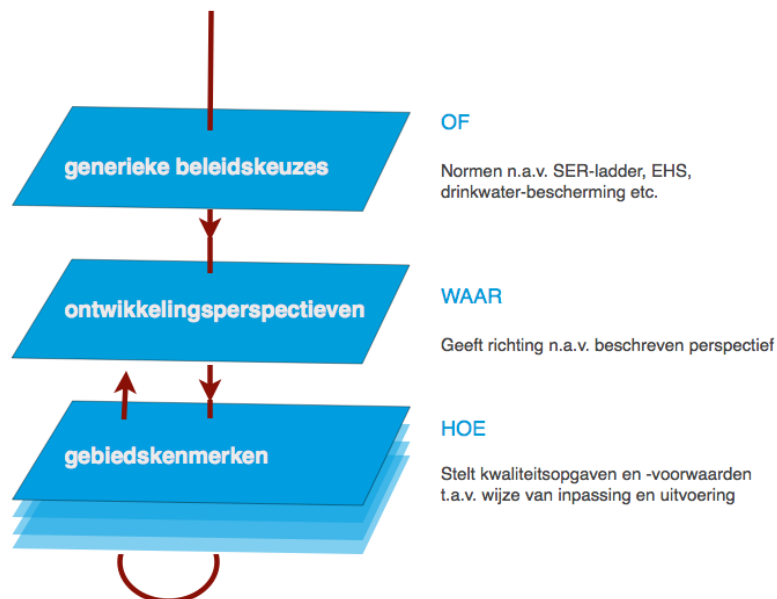 generieke beleidskeuzes
OF
Normen n.a.v. SER-ladder, EHS,
drinkwater-bescherming etc.
ontwikkelingsperspectieven
WAAR
Geeft richting n.a.v. beschreven perspectief
gebiedskenmerken
HOE
Stelt kwaliteitsopgaven en -voorwaarden
t.a.v. wijze van inpassing en uitvoering